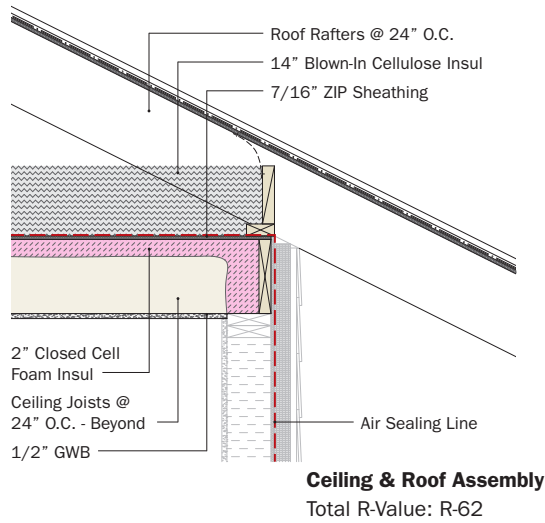 Roof Rafters @ 24” O.C.
14” Blown-In Cellulose Insul
7/16” ZIP Sheathing
2” Closed Cell
Foam Insul
Ceiling Joists @
24” O.C. - Beyond
1/2” GWB
Air Sealing Line
Ceiling & Roof Assembly
Total R-Value: R-62